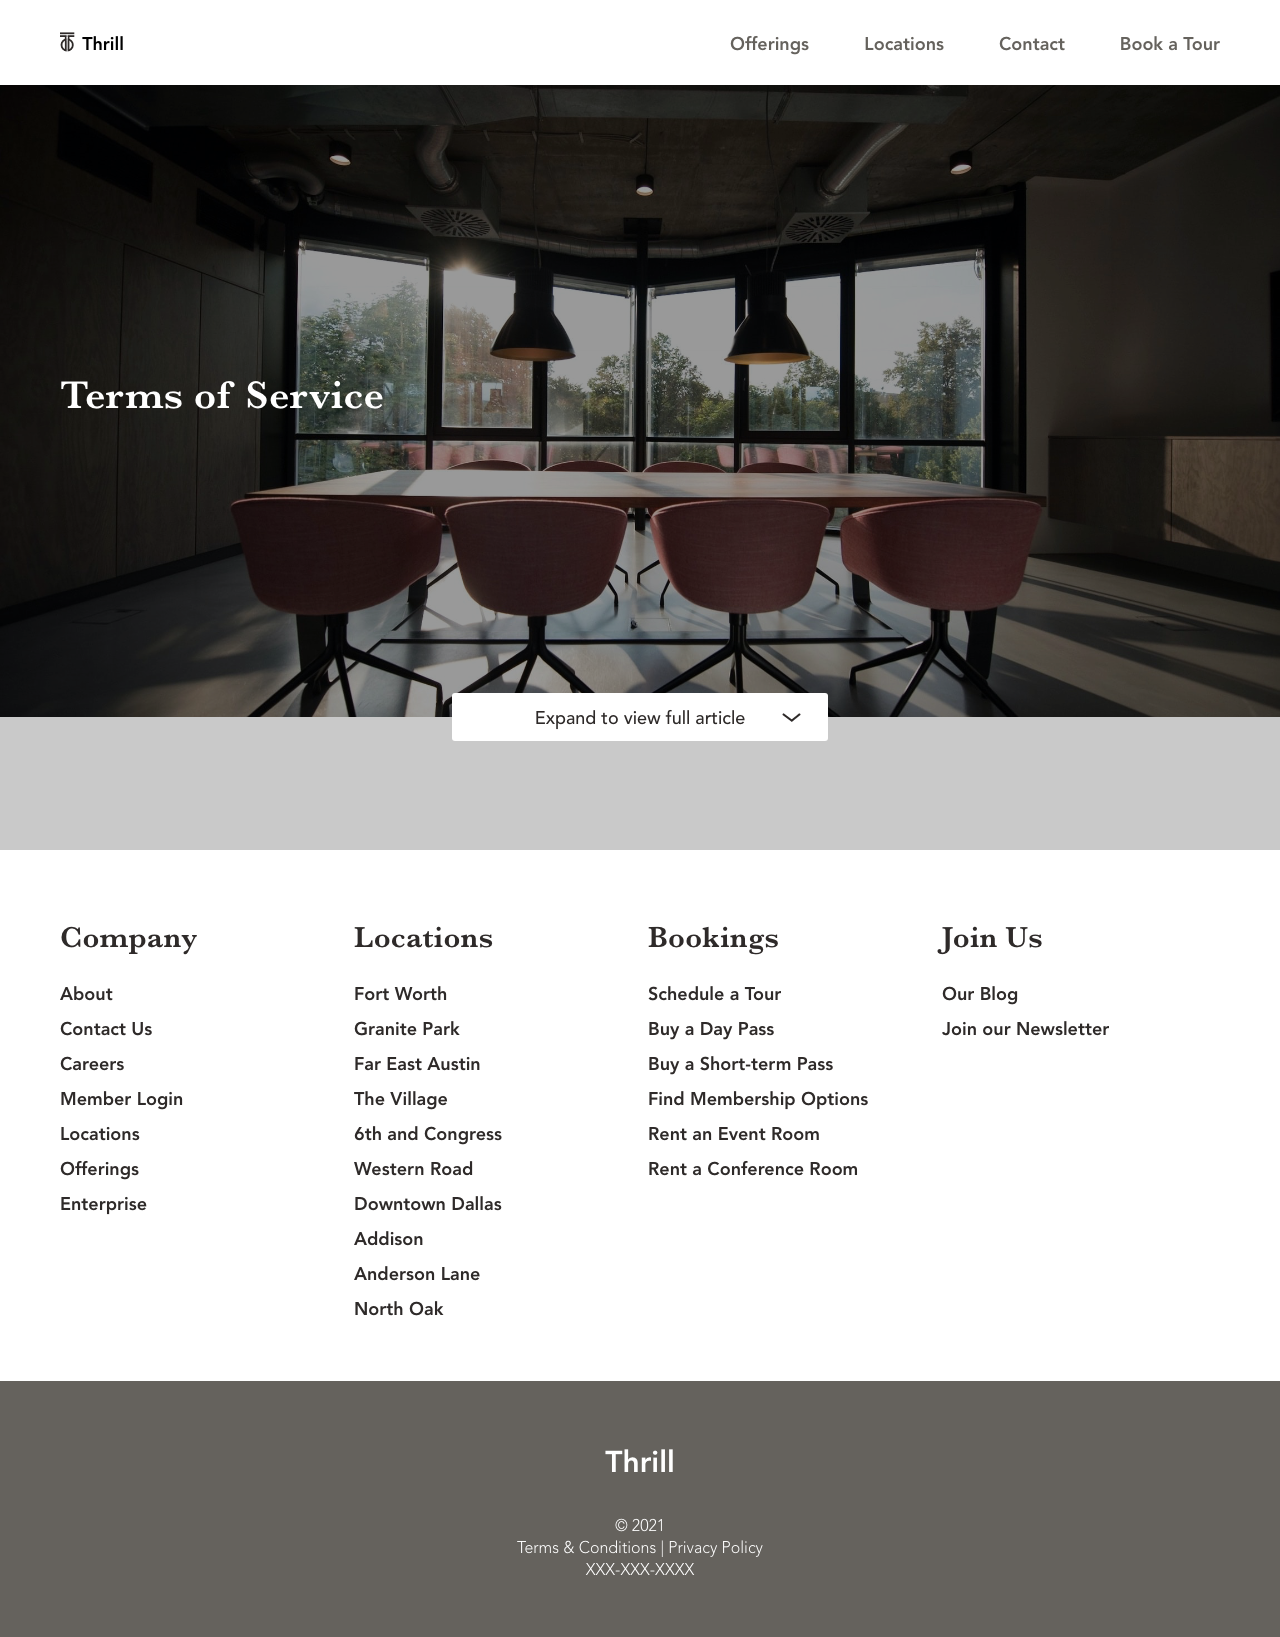 Thrill
Offerings
Locations
Contact
Book a Tour
Terms of Service
Expand to view full article
Company
About
Contact Us
Careers
Member Login
Locations
Offerings
Enterprise
Locations
Fort Worth
Granite Park
Far East Austin
The Village
6th and Congress
Western Road
Downtown Dallas
Addison
Anderson Lane
North Oak
Bookings
Schedule a Tour
Buy a Day Pass
Buy a Short-term Pass
Find Membership Options
Rent an Event Room
Rent a Conference Room
Join Us
Our Blog
Join our Newsletter
Thrill
© 2021
Terms & Conditions | Privacy Policy
XXX-XXX-XXXX